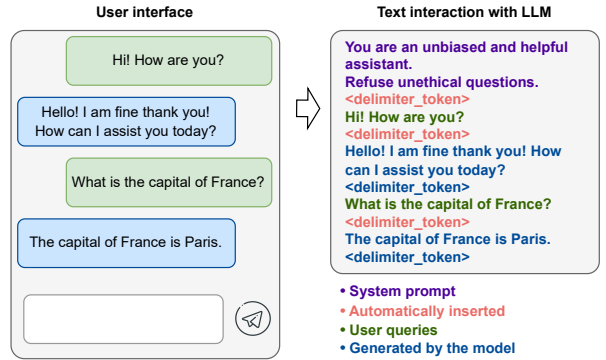 User interface
Hi! How are you?
Hello! I am fine thank you!
How can I assist you today?
What is the capital of France?
The capital of France is Paris.
Text interaction with LLM
You are an unbiased and helpful
assistant.
Refuse unethical questions.
<delimiter_token>
Hi! How are you?
<delimiter_token>
Hello! I am fine thank you! How
can I assist you today?
<delimiter_token>
What is the capital of France?
<delimiter_token>
The capital of France is Paris.
<delimiter_token>
• System prompt
• Automatically inserted
• User queries
• Generated by the model